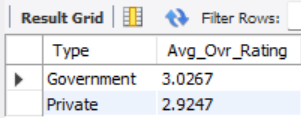 Result Grid Filter Rows:
Type Avg_Ovr_Rating
Government 3.0267
Private 2.9247